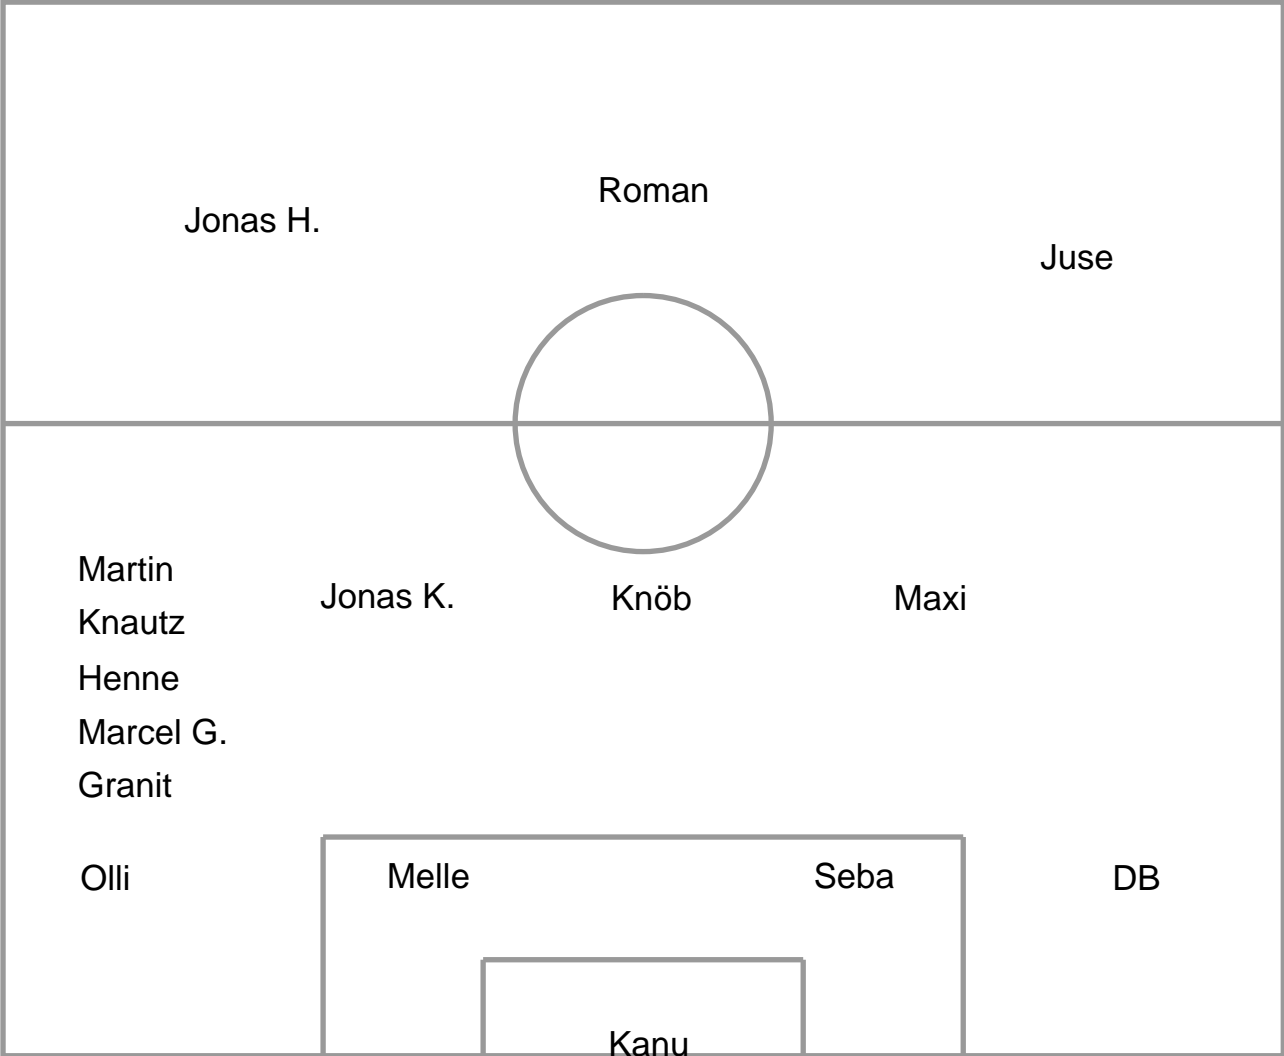 Roman
Jonas H.
Juse
Martin
Jonas K.
Knöb
Maxi
Knautz
Henne
Marcel G.
Granit
Olli
Melle
Seba
DB
Kanu